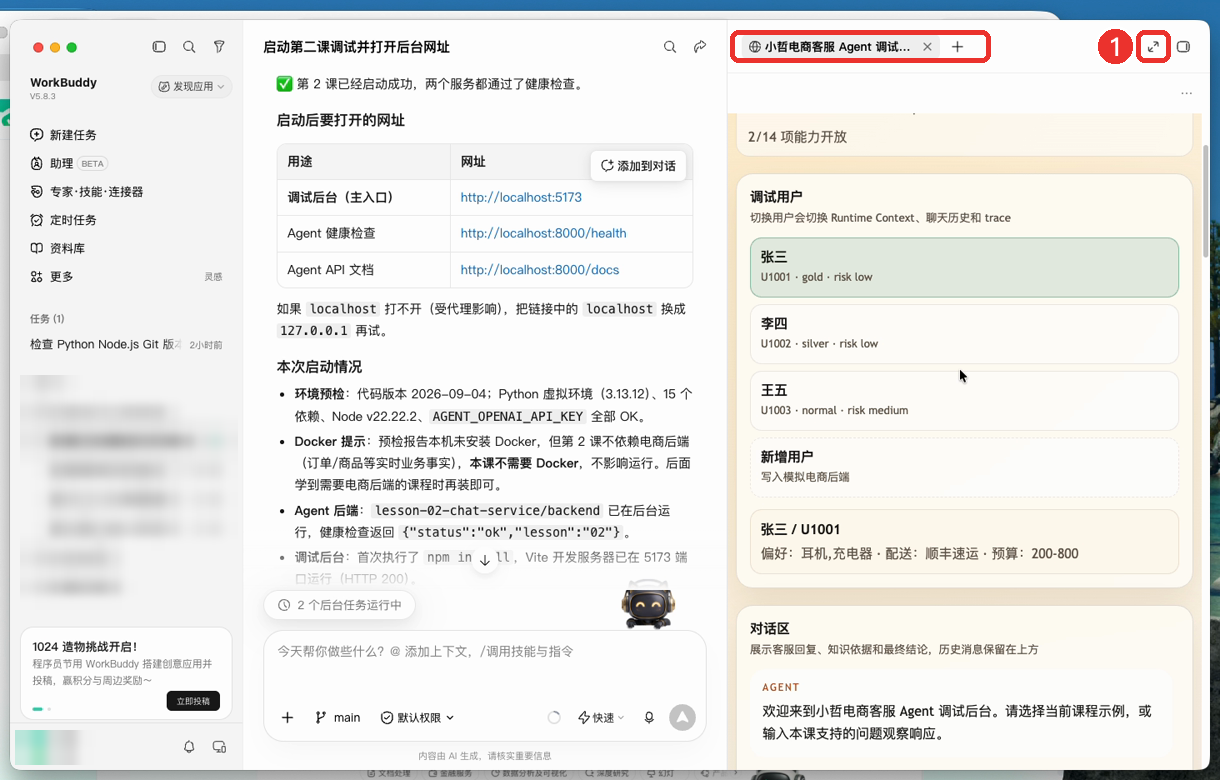 WorkBuddy
V5.8.3
发现应用
新建任务
助理 BETA
专家·技能·连接器
定时任务
资料库
更多
灵感
任务 (1)
检查 Python Node.js Git 版
2小时前
1024 造物挑战开启!
程序员节用 WorkBuddy 搭建创意应用并
投稿，赢积分与周边奖励～
立即投稿
启动第二课调试并打开后台网址
✅ 第 2 课已经启动成功，两个服务都通过了健康检查。
启动后要打开的网址
用途 网址
添加到对话
调试后台（主入口） http://localhost:5173
Agent 健康检查 http://localhost:8000/health
Agent API 文档 http://localhost:8000/docs
如果 localhost 打不开（受代理影响），把链接中的 localhost 换成
127.0.0.1 再试。
本次启动情况
• 环境预检：代码版本 2026-09-04；Python 虚拟环境（3.13.12）、15 个
依赖、Node v22.22.2、AGENT_OPENAI_API_KEY 全部 OK。
• Docker 提示：预检报告本机未安装 Docker，但第 2 课不依赖电商后端
（订单/商品等实时业务事实），本课不需要 Docker，不影响运行。后面
学到需要电商后端的课程时再装即可。
• Agent 后端：lesson-02-chat-service/backend 已在后台运
行，健康检查返回 {"status":"ok","lesson":"02"}。
• 调试后台：首次执行了 npm in ll，Vite 开发服务器已在 5173 端
口运行（HTTP 200）。
2 个后台任务运行中
今天帮你做些什么？@ 添加上下文，/调用技能与指令
main
默认权限
快速
内容由 AI 生成，请核实重要信息
小哲电商客服 Agent 调试...
1
2/14 项能力开放
调试用户
切换用户会切换 Runtime Context、聊天历史和 trace
张三
U1001 · gold · risk low
李四
U1002 · silver · risk low
王五
U1003 · normal · risk medium
新增用户
写入模拟电商后端
张三 / U1001
偏好：耳机,充电器 · 配送：顺丰速运 · 预算：200-800
对话区
展示客服回复、知识依据和最终结论，历史消息保留在上方
AGENT
欢迎来到小哲电商客服 Agent 调试后台。请选择当前课程示例，或
输入本课支持的问题观察响应。
文档处理
金融服务
数据分析及可视化
深度研究
幻灯